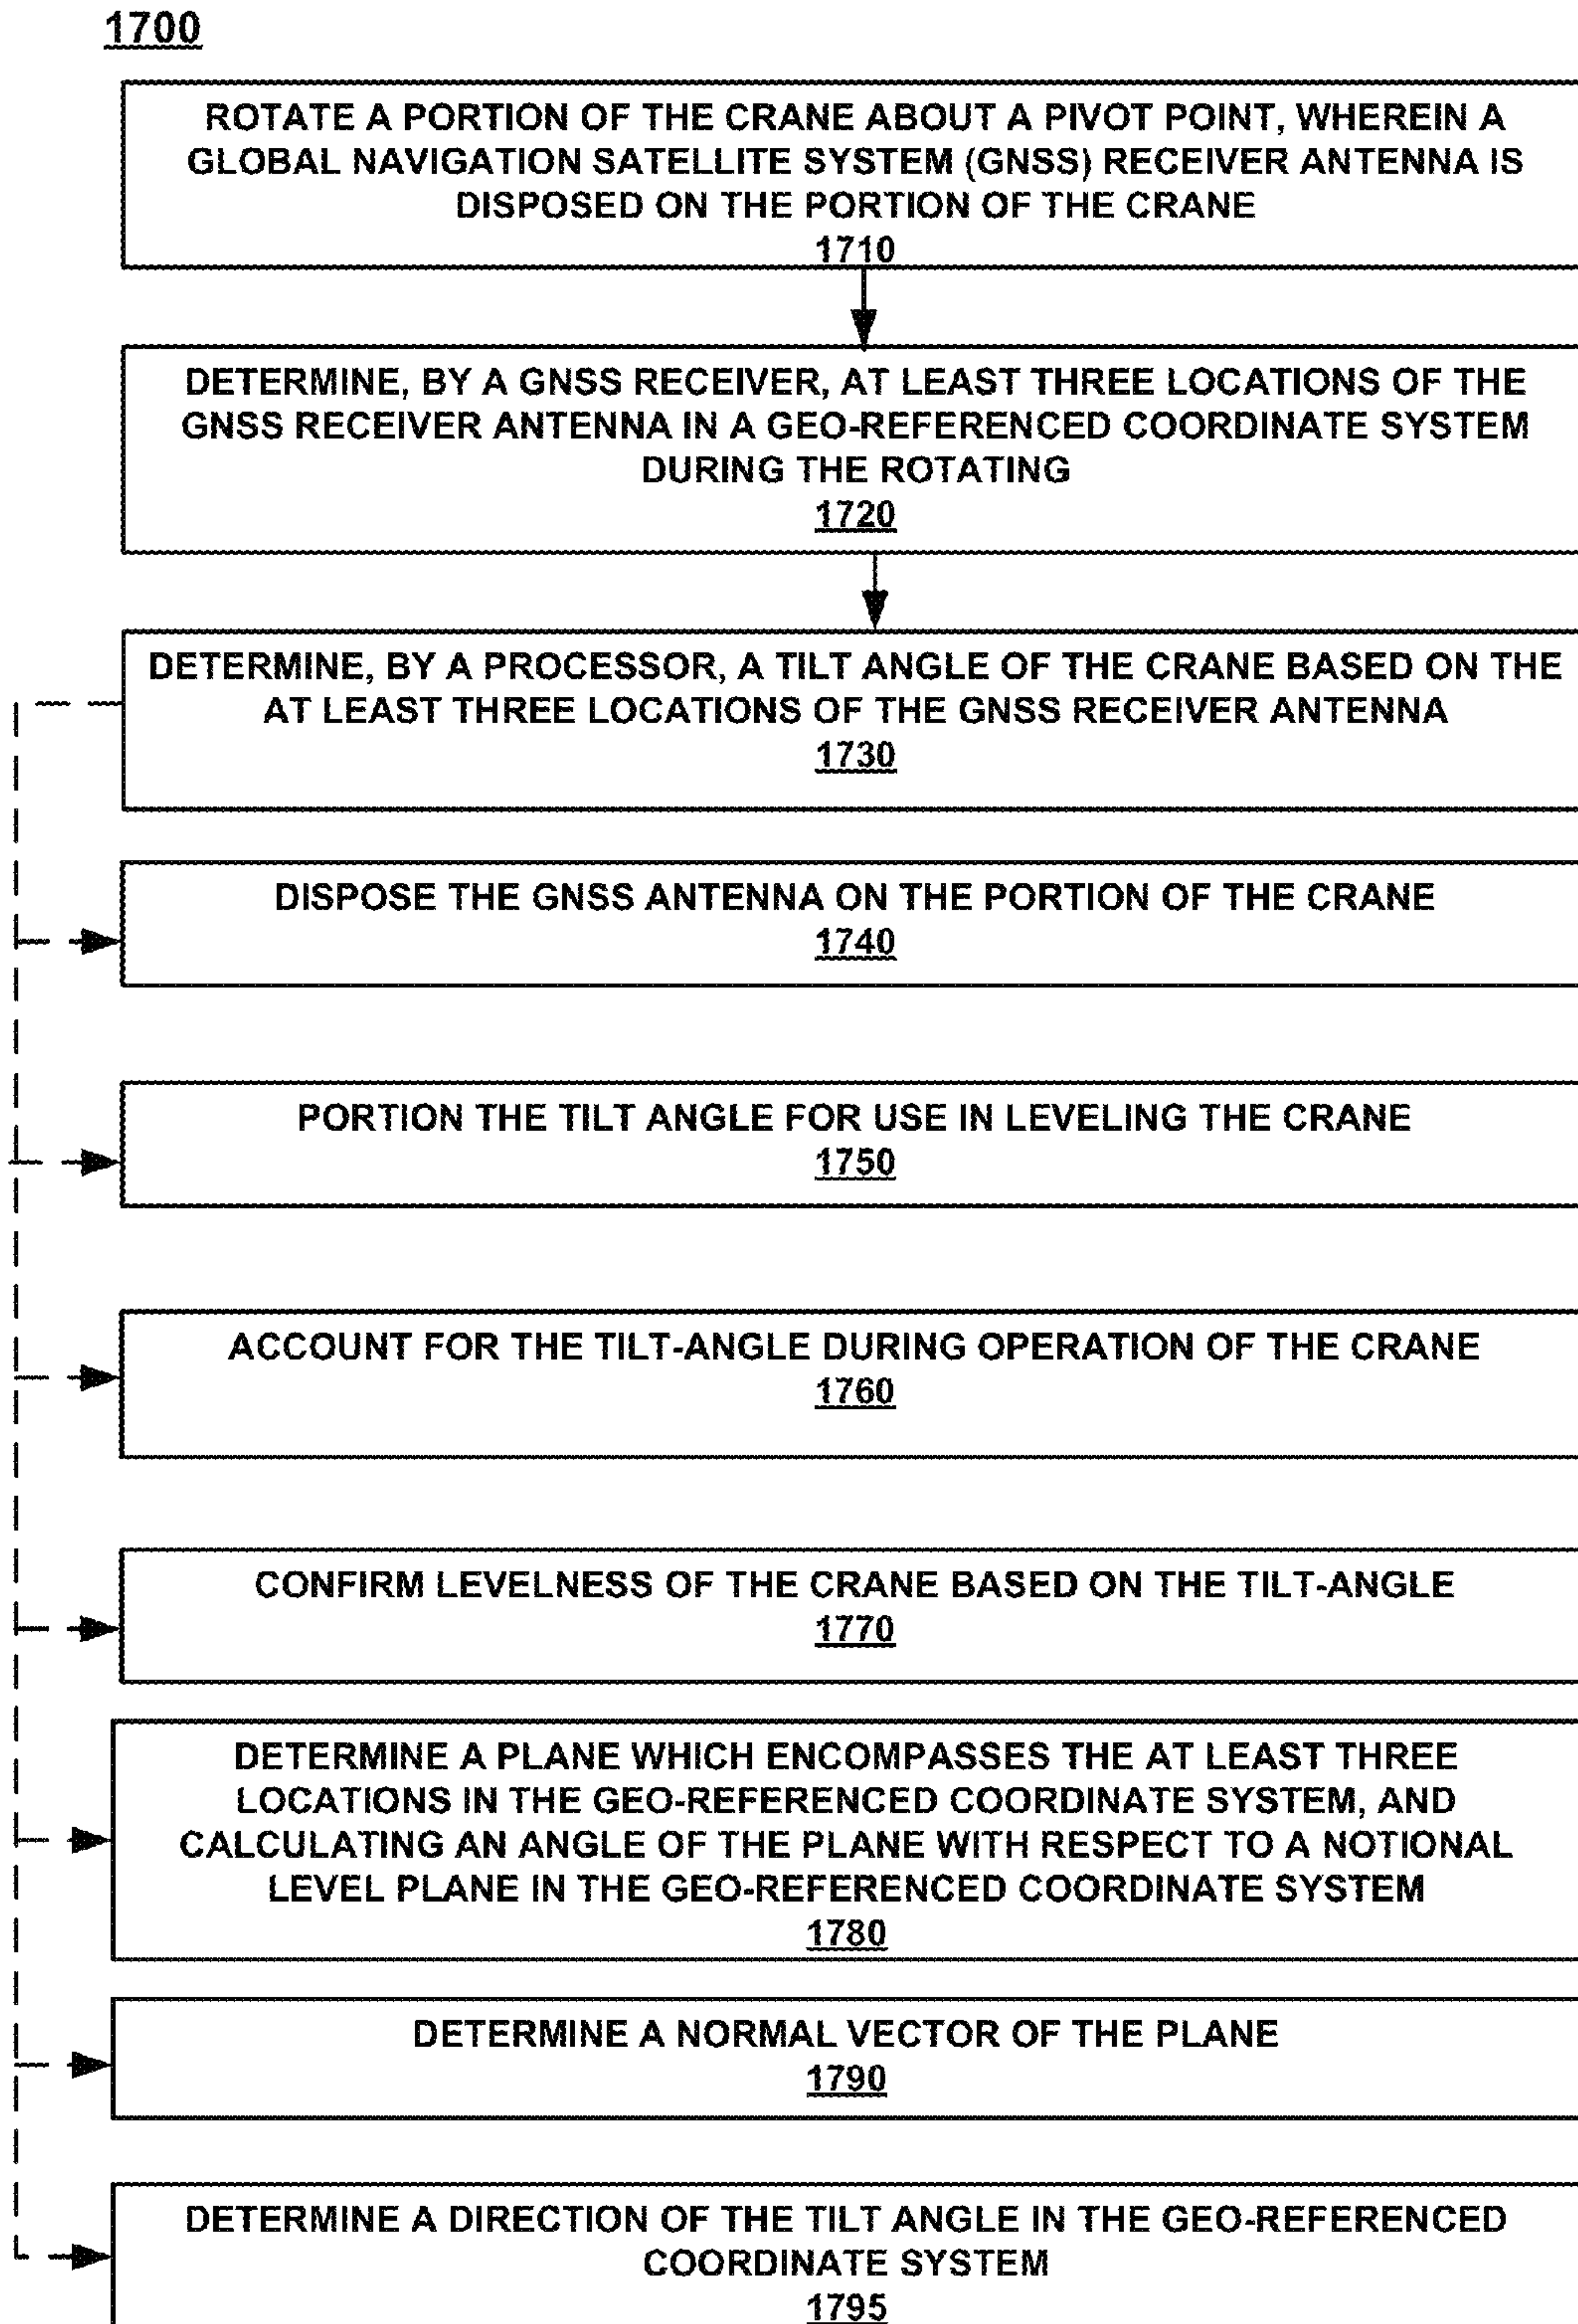 1700
ROTATE A PORTION OF THE CRANE ABOUT A PIVOT POINT, WHEREIN A
GLOBAL NAVIGATION SATELLITE SYSTEM (GNSS) RECEIVER ANTENNA IS
DISPOSED ON THE PORTION OF THE CRANE
1710
DETERMINE, BY A GNSS RECEIVER, AT LEAST THREE LOCATIONS OF THE
GNSS RECEIVER ANTENNA IN A GEO-REFERENCED COORDINATE SYSTEM
DURING THE ROTATING
1720
DETERMINE, BY A PROCESSOR, A TILT ANGLE OF THE CRANE BASED ON THE
AT LEAST THREE LOCATIONS OF THE GNSS RECEIVER ANTENNA
1730
DISPOSE THE GNSS ANTENNA ON THE PORTION OF THE CRANE
1740
PORTION THE TILT ANGLE FOR USE IN LEVELING THE CRANE
1750
ACCOUNT FOR THE TILT-ANGLE DURING OPERATION OF THE CRANE
1760
CONFIRM LEVELNESS OF THE CRANE BASED ON THE TILT-ANGLE
1770
DETERMINE A PLANE WHICH ENCOMPASSES THE AT LEAST THREE
LOCATIONS IN THE GEO-REFERENCED COORDINATE SYSTEM, AND
CALCULATING AN ANGLE OF THE PLANE WITH RESPECT TO A NOTIONAL
LEVEL PLANE IN THE GEO-REFERENCED COORDINATE SYSTEM
1780
DETERMINE A NORMAL VECTOR OF THE PLANE
1790
DETERMINE A DIRECTION OF THE TILT ANGLE IN THE GEO-REFERENCED
COORDINATE SYSTEM
1795